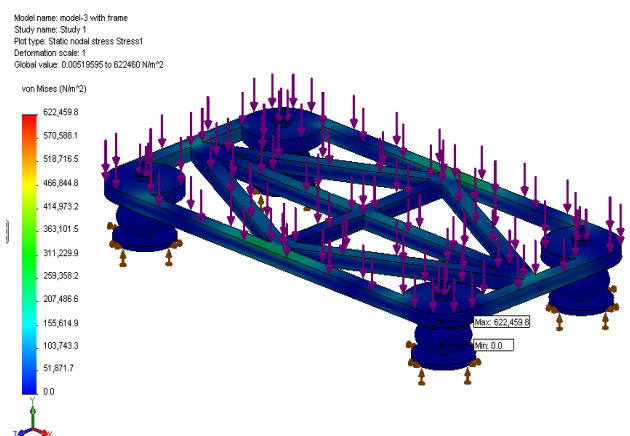 Model name: model-3 with frame
Study name: Study 1
Plot type: Static nodal stress Stress1
Deformation scale: 1
Global value: 0.00519595 to 622460 N/m^2
von Mises (N/m^2)
622,459.8
570,588.1
518,716.5
466,844.8
414,973.2
363,101.5
311,229.9
259,358.2
207,486.6
155,614.9
103,743.3
51,871.7
0.0
Max: 622,459.8
Min: 0.0
Y
Z
X